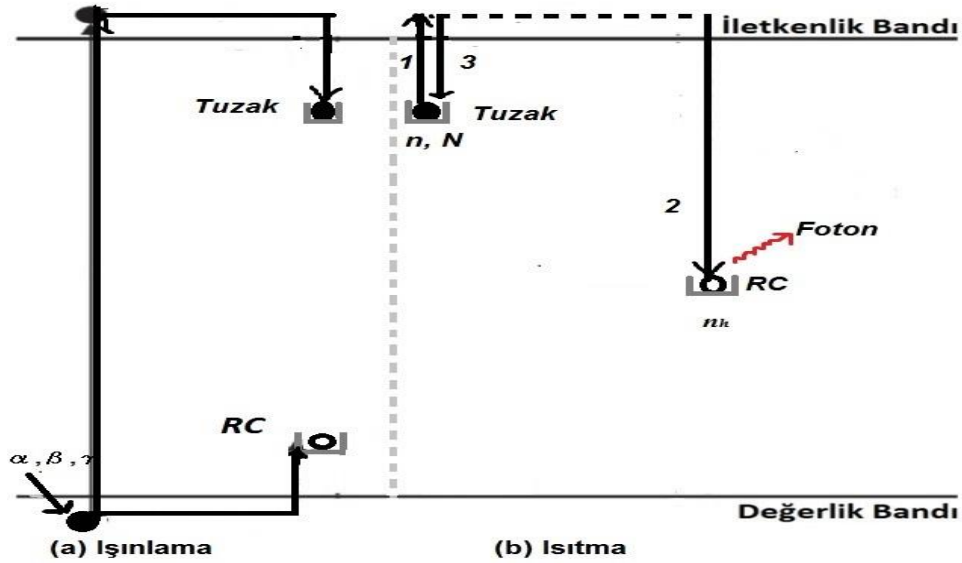 İletkenlik Bandı
1
3
Tuzak
Tuzak
n, N
2
Foton
RC
nh
RC
α , β , γ
Değerlik Bandı
(a) Işınlama
(b) Isıtma